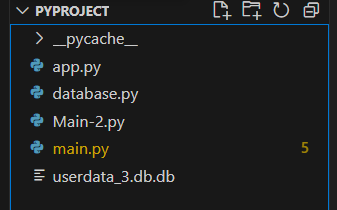 PYPROJECT
__pycache__
app.py
database.py
Main-2.py
main.py 5
userdata_3.db.db